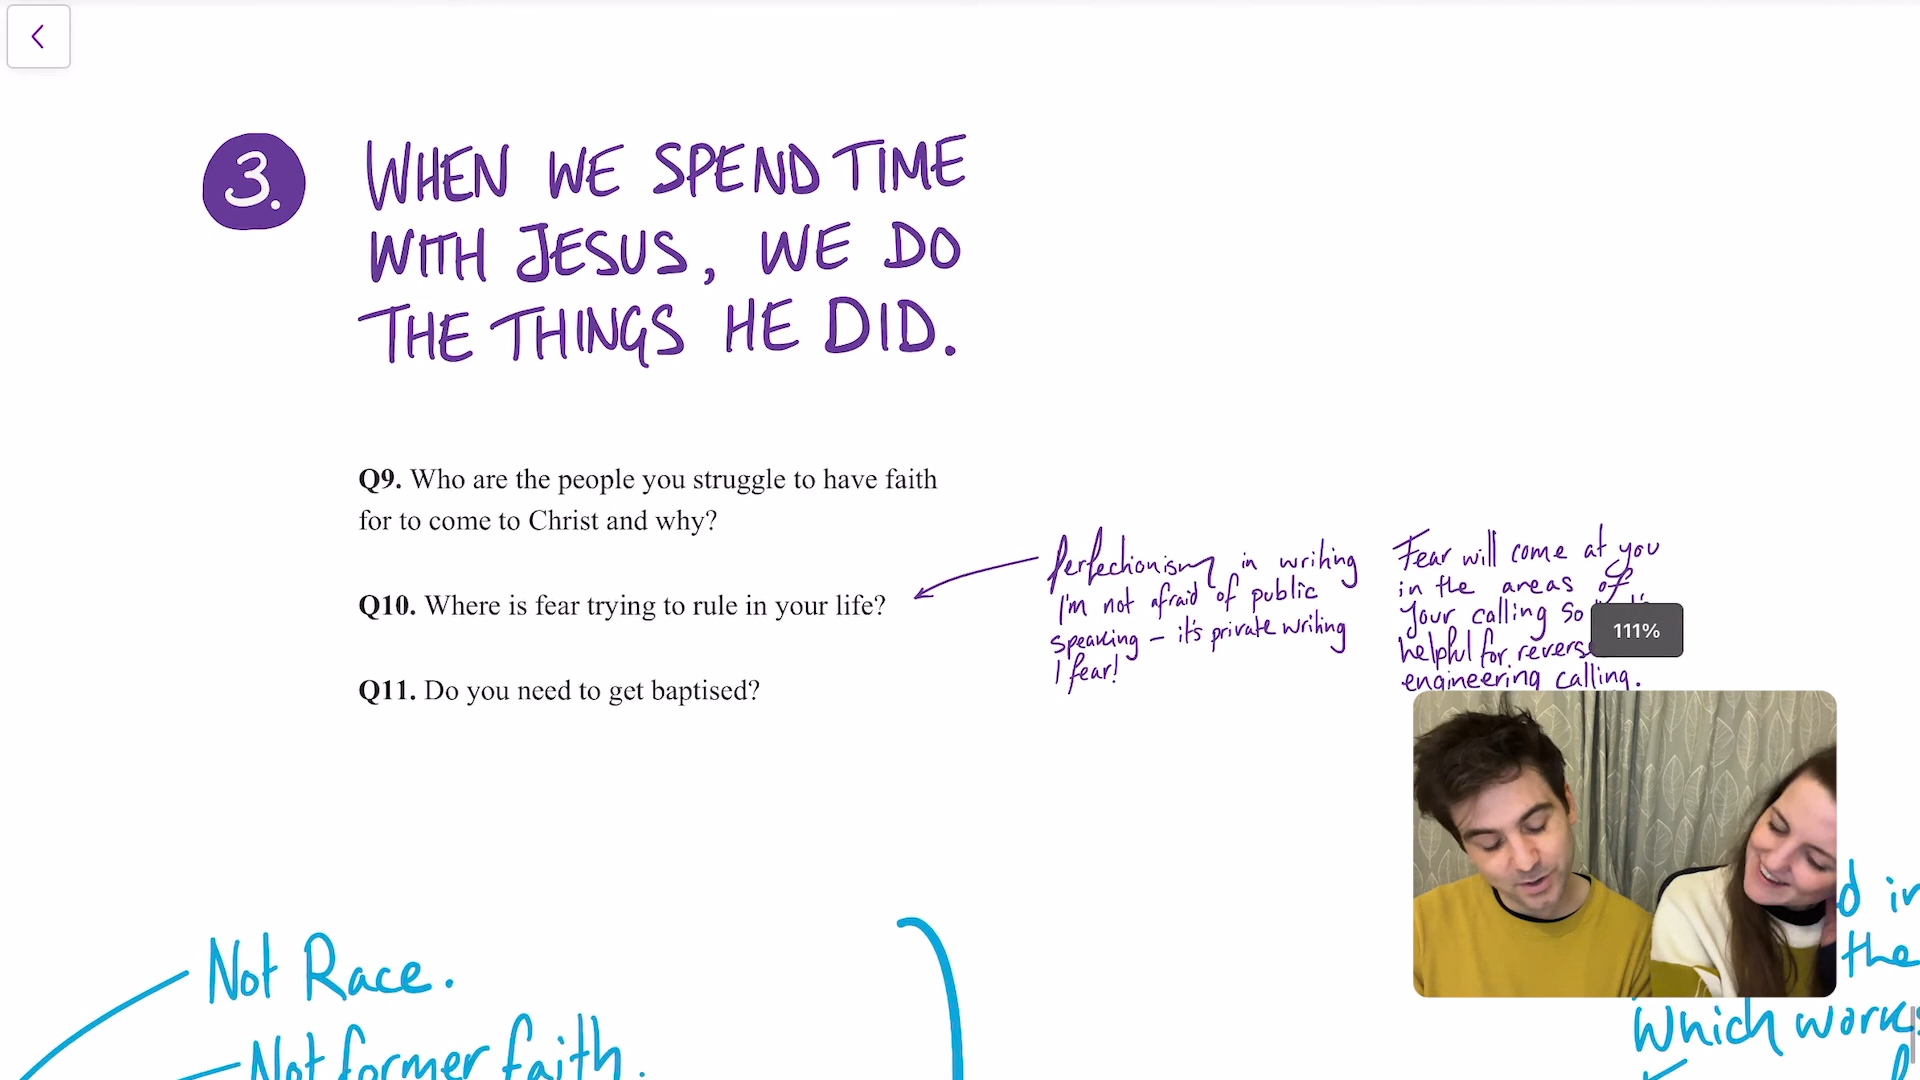 3.
WHEN WE SPEND TIME
WITH JESUS, WE DO
THE THINGS HE DID.
Q9. Who are the people you struggle to have faith
for to come to Christ and why?
Q10. Where is fear trying to rule in your life?
Q11. Do you need to get baptised?
Perfectionism in writing
I'm not afraid of public
speaking – it's private writing
I fear!
Fear will come at you
in the areas of
your calling so
helpful for revers
engineering calling.
111%
Not Race.
Not former faith.
d in
the
which works